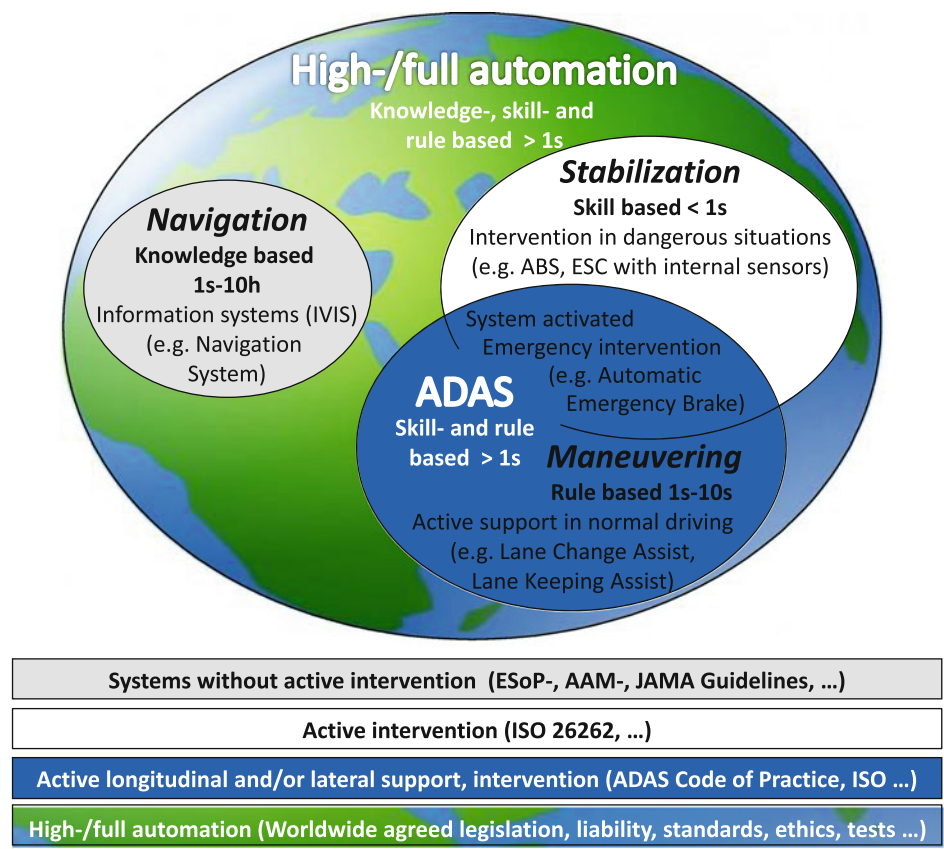 High-/full automation
Knowledge-, skill- and
rule based > 1s
Stabilization
Skill based < 1s
Intervention in dangerous situations
(e.g. ABS, ESC with internal sensors)
Navigation
Knowledge based
1s-10h
Information systems (IVIS)
(e.g. Navigation
System)
System activated
Emergency intervention
(e.g. Automatic
Emergency Brake)
ADAS
Skill- and rule
based > 1s
Maneuvering
Rule based 1s-10s
Active support in normal driving
(e.g. Lane Change Assist,
Lane Keeping Assist)
Systems without active intervention (ESoP-, AAM-, JAMA Guidelines, …)
Active intervention (ISO 26262, …)
Active longitudinal and/or lateral support, intervention (ADAS Code of Practice, ISO …)
High-/full automation (Worldwide agreed legislation, liability, standards, ethics, tests …)